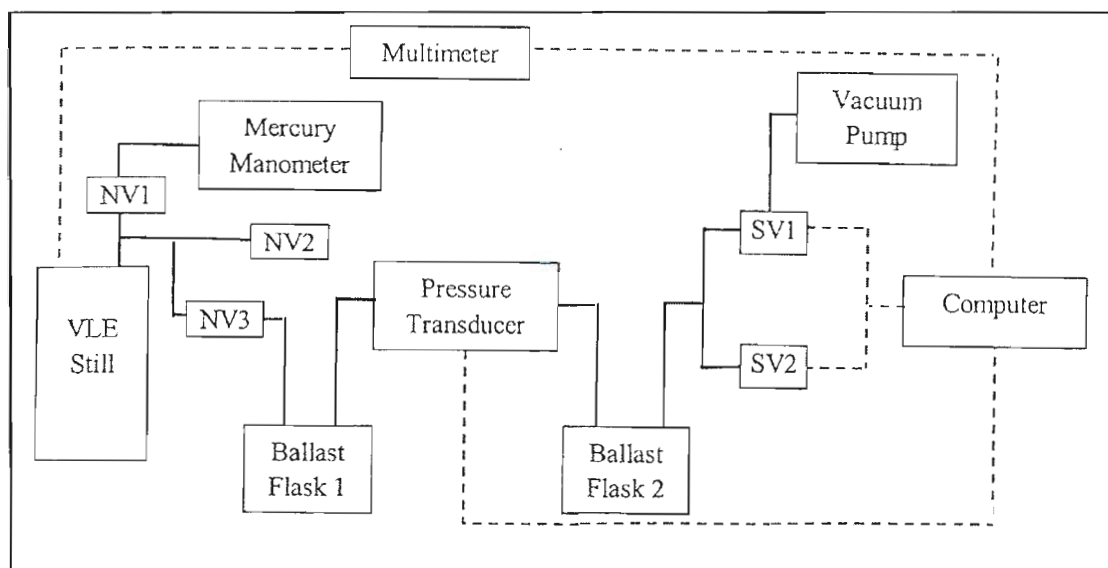 Multimeter
Vacuum
Pump
Mercury
Manometer
NV1
NV2
SV1
VLE
Still
NV3
Pressure
Transducer
Computer
SV2
Ballast
Flask 1
Ballast
Flask 2